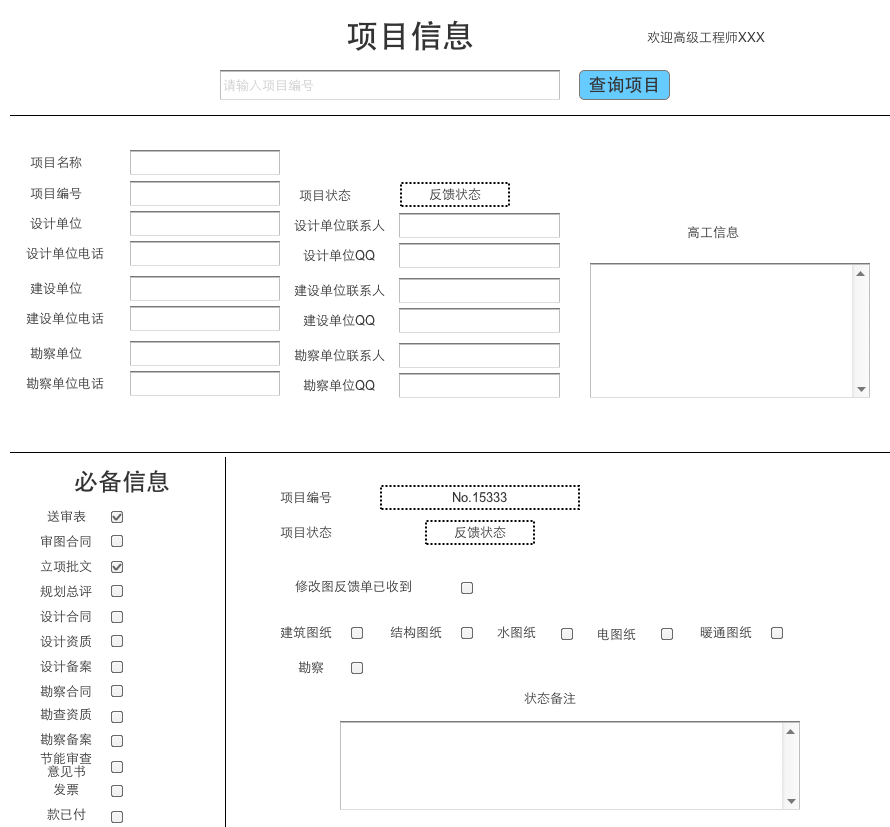 项目信息
欢迎高级工程师XXX
请输入项目编号
查询项目
项目名称
项目编号
项目状态
反馈状态
设计单位
设计单位联系人
高工信息
设计单位电话
设计单位QQ
建设单位
建设单位联系人
建设单位电话
建设单位QQ
勘察单位
勘察单位联系人
勘察单位电话
勘察单位QQ
必备信息
送审表
审图合同
立项批文
规划总评
设计合同
设计资质
设计备案
勘察合同
勘查资质
勘察备案
节能审查
意见书
发票
款已付
项目编号
No.15333
项目状态
反馈状态
修改图反馈单已收到
建筑图纸
结构图纸
水图纸
电图纸
暖通图纸
勘察
状态备注